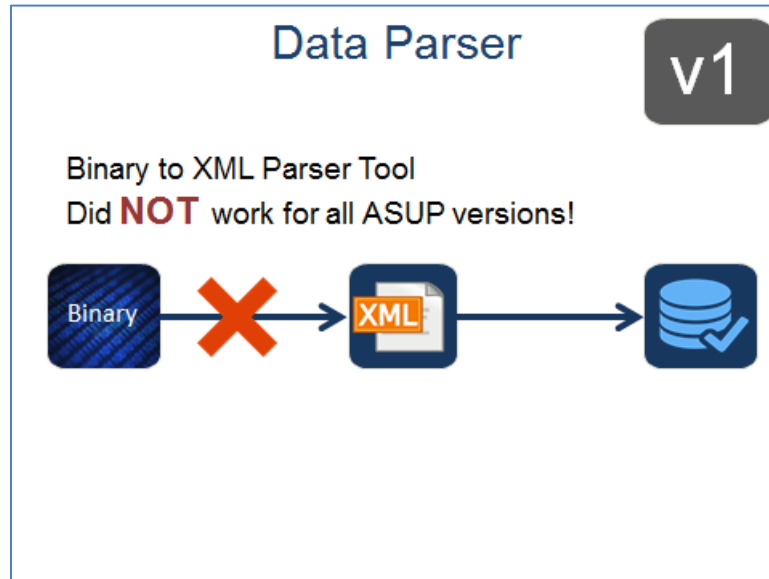 Data Parser
v1
Binary to XML Parser Tool
Did NOT work for all ASUP versions!
Binary
XML